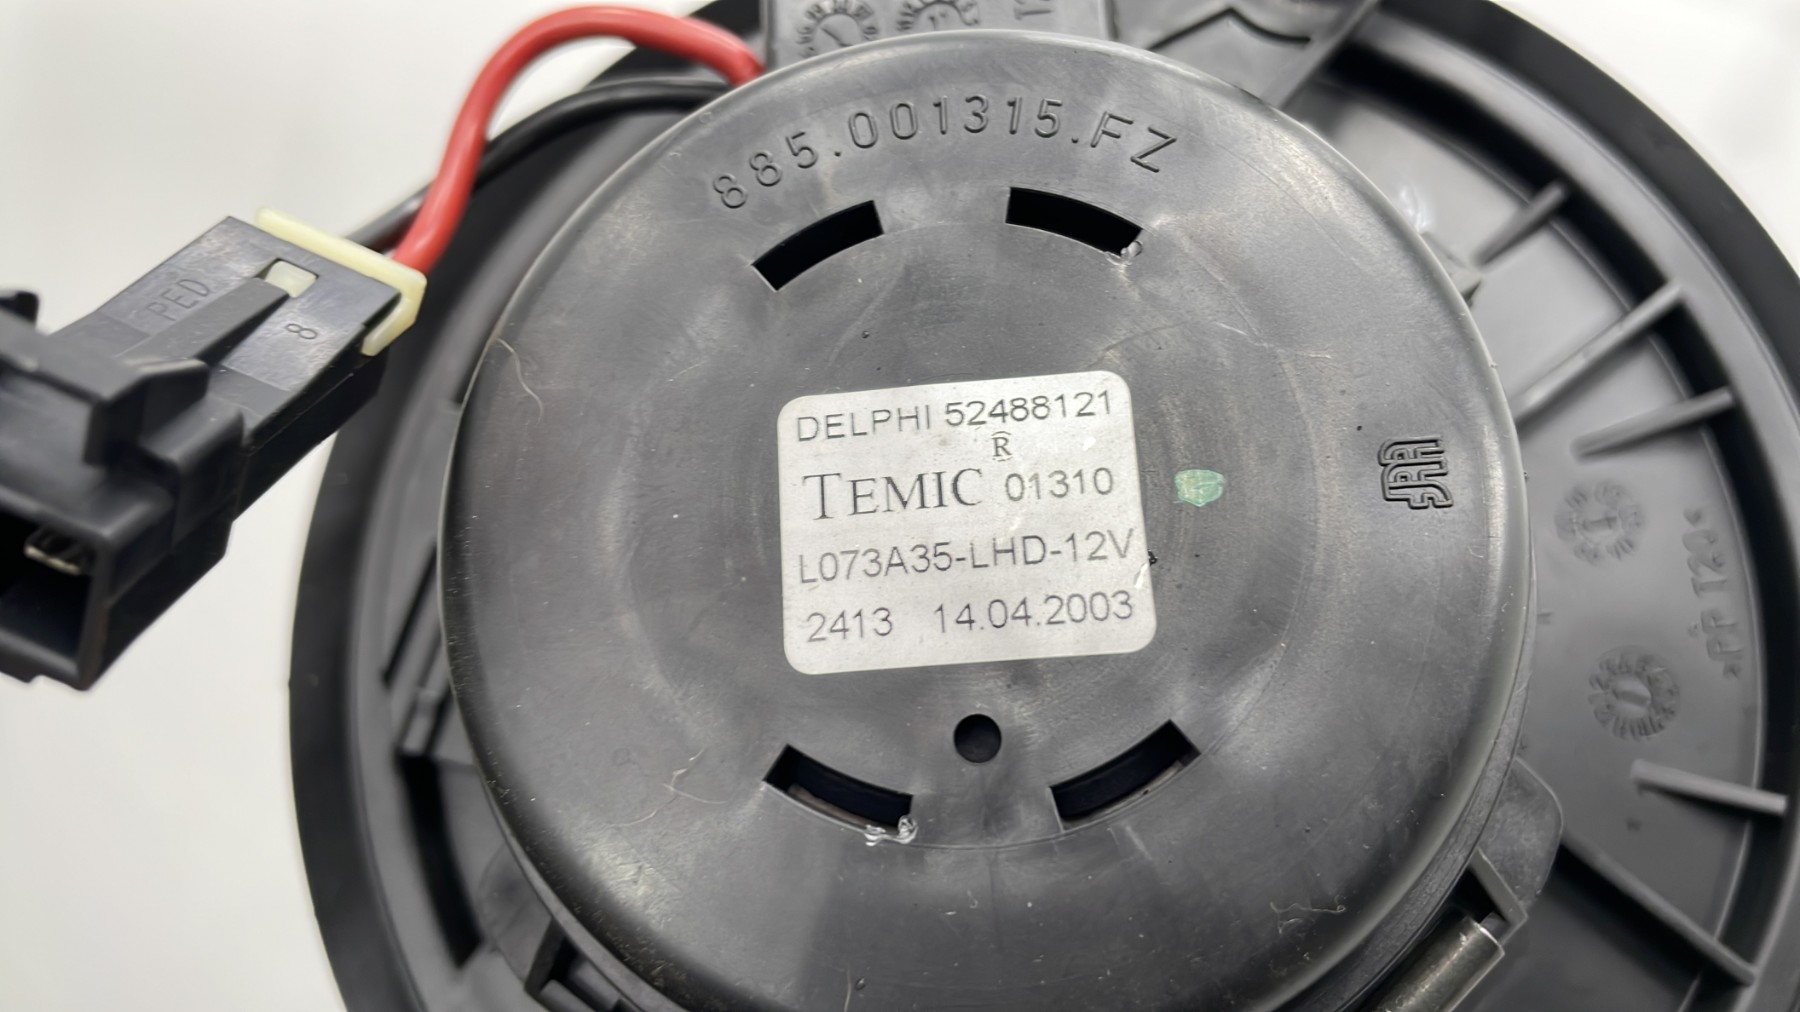 885.001315.FZ
PED
8
DELPHI 52488121
R
TEMIC 01310
L073A35-LHD-12V
2413 14.04.2003